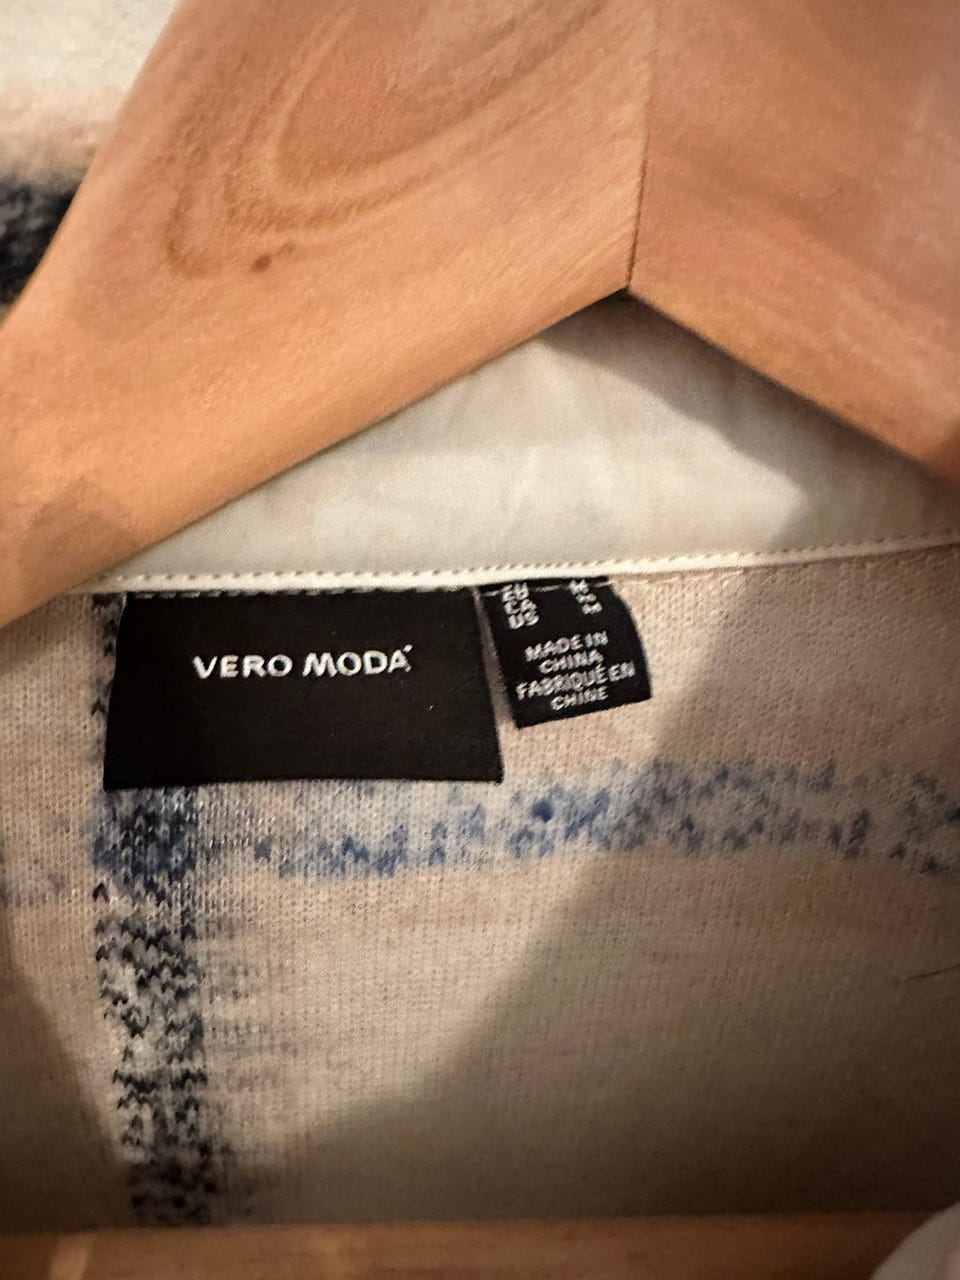 VERO MODA
EU M
CA M
US M
MADE IN
CHINA
FABRIQUÉ EN
CHINE